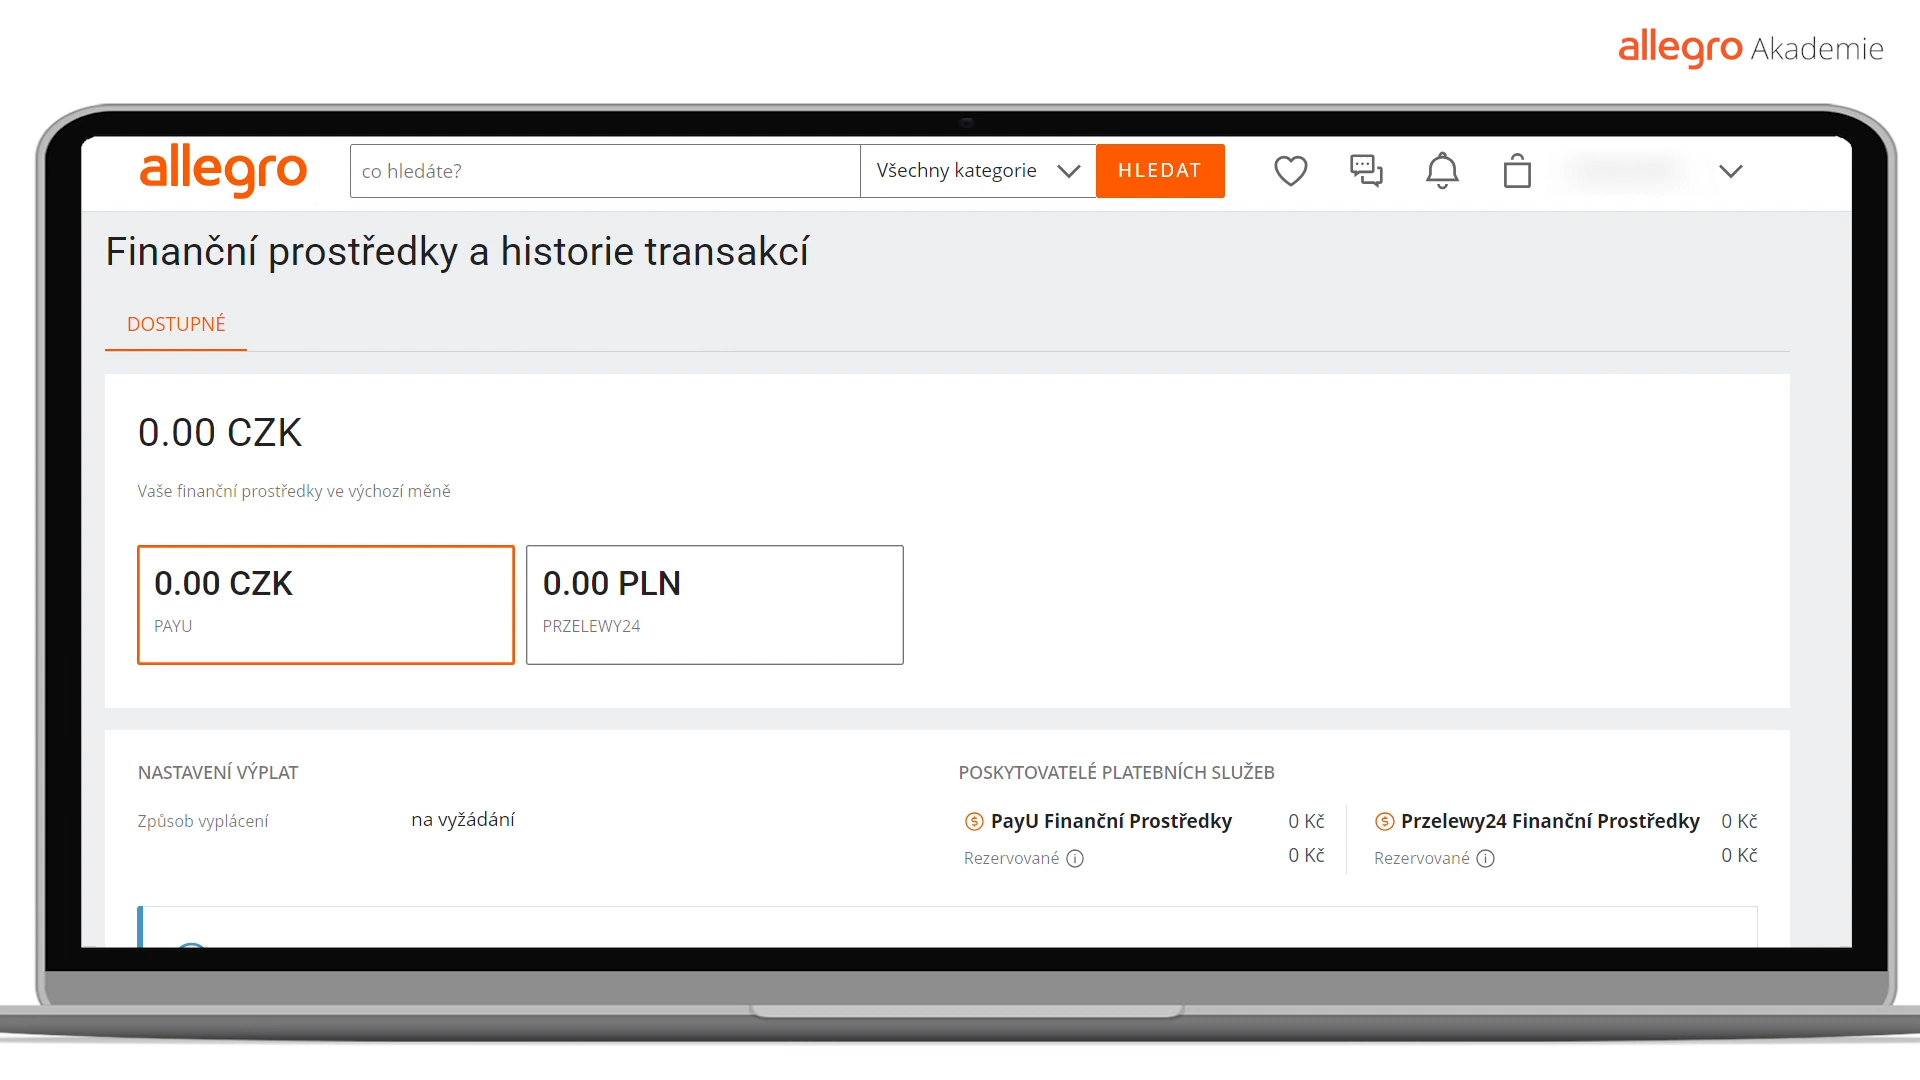 allegro Akademie
allegro
co hledáte?
Všechny kategorie
HLEDAT
Finanční prostředky a historie transakcí
DOSTUPNÉ
0.00 CZK
Vaše finanční prostředky ve výchozí měně
0.00 CZK
PAYU
0.00 PLN
PRZELEWY24
NASTAVENÍ VÝPLAT
Způsob vyplácení
na vyžádání
POSKYTOVATELÉ PLATEBNÍCH SLUŽEB
PayU Finanční Prostředky 0 Kč
Rezervované 0 Kč
Przelewy24 Finanční Prostředky 0 Kč
Rezervované 0 Kč